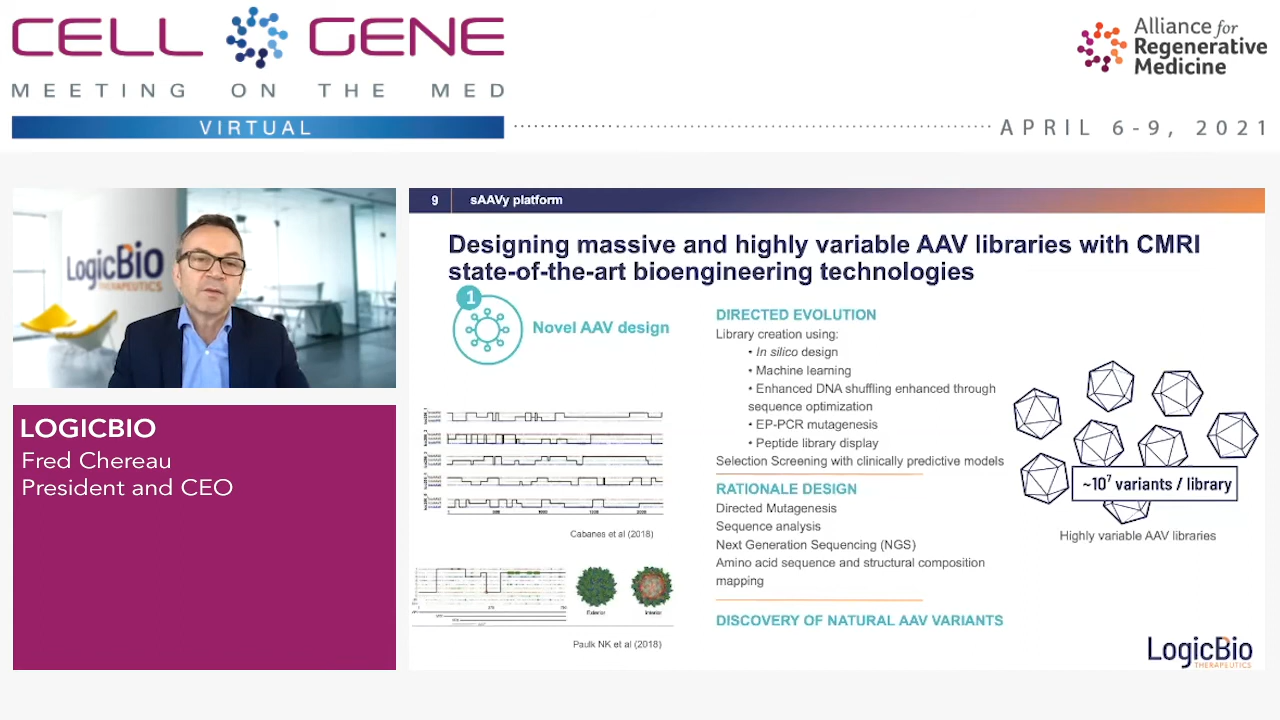 CELL GENE
MEETING ON THE MED
VIRTUAL
APRIL 6-9, 2021
Alliance for
Regenerative
Medicine
LogicBio
THERAPEUTICS
LOGICBIO
Fred Chereau
President and CEO
9 sAAVy platform
Designing massive and highly variable AAV libraries with CMRI
state-of-the-art bioengineering technologies
1
Novel AAV design
Cabanes et al (2018)
Exterior
Interior
Paulk NK et al (2018)
DIRECTED EVOLUTION
Library creation using:
• In silico design
• Machine learning
• Enhanced DNA shuffling enhanced through
sequence optimization
• EP-PCR mutagenesis
• Peptide library display
Selection Screening with clinically predictive models
RATIONALE DESIGN
Directed Mutagenesis
Sequence analysis
Next Generation Sequencing (NGS)
Amino acid sequence and structural composition
mapping
DISCOVERY OF NATURAL AAV VARIANTS
~10⁷ variants / library
Highly variable AAV libraries
LogicBio
THERAPEUTICS